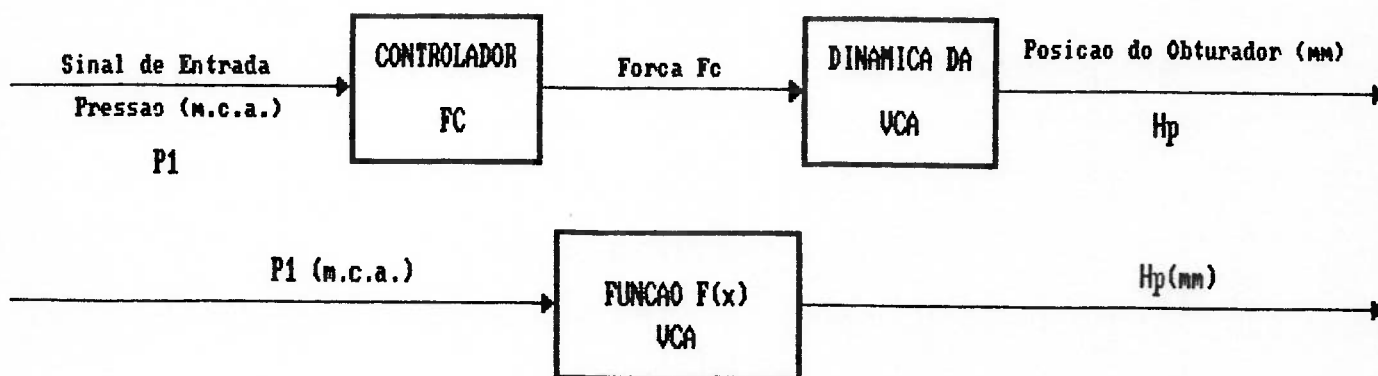 Sinal de Entrada
Pressao (m.c.a.)
P1
CONTROLADOR
FC
Forca Fc
DINAMICA DA
VCA
Posicao do Obturador (mm)
Hp
P1 (m.c.a.)
FUNCAO F(x)
VCA
Hp(mm)